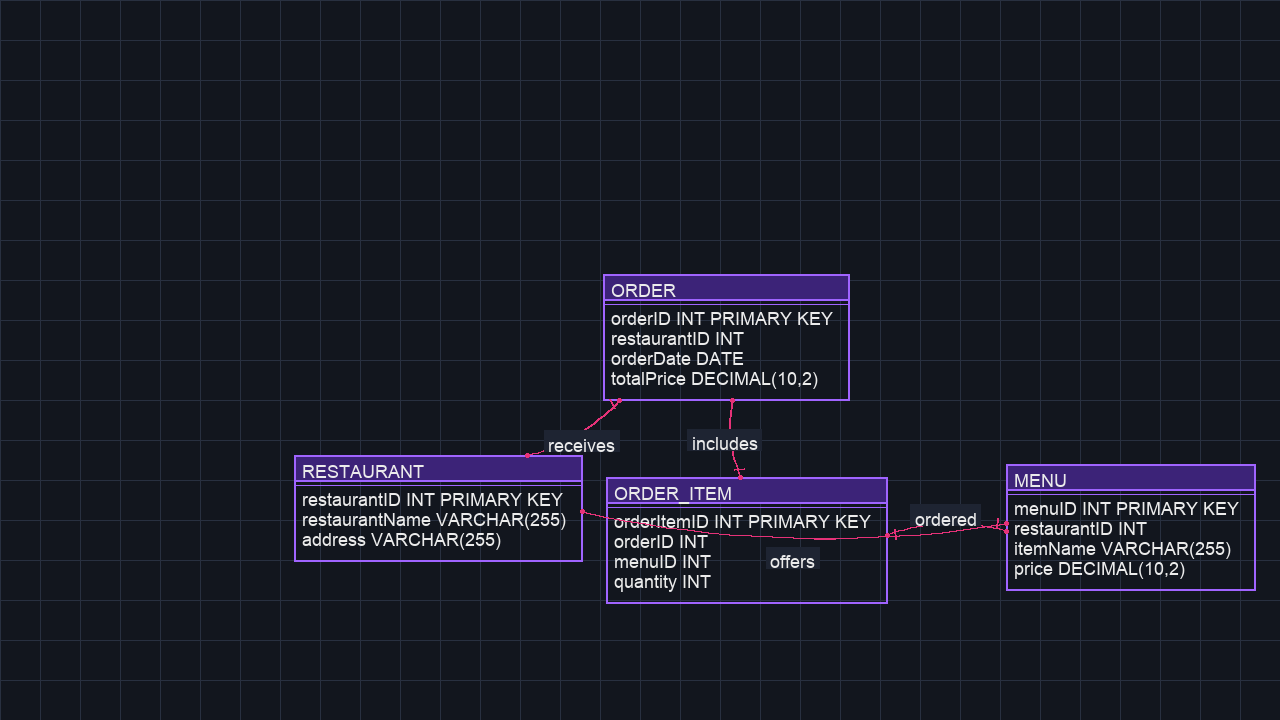 ORDER
orderID INT PRIMARY KEY
restaurantID INT
orderDate DATE
totalPrice DECIMAL(10,2)
receives
includes
RESTAURANT
restaurantID INT PRIMARY KEY
restaurantName VARCHAR(255)
address VARCHAR(255)
ORDER_ITEM
orderItemID INT PRIMARY KEY
orderID INT
menuID INT
quantity INT
offers
ordered
MENU
menuID INT PRIMARY KEY
restaurantID INT
itemName VARCHAR(255)
price DECIMAL(10,2)